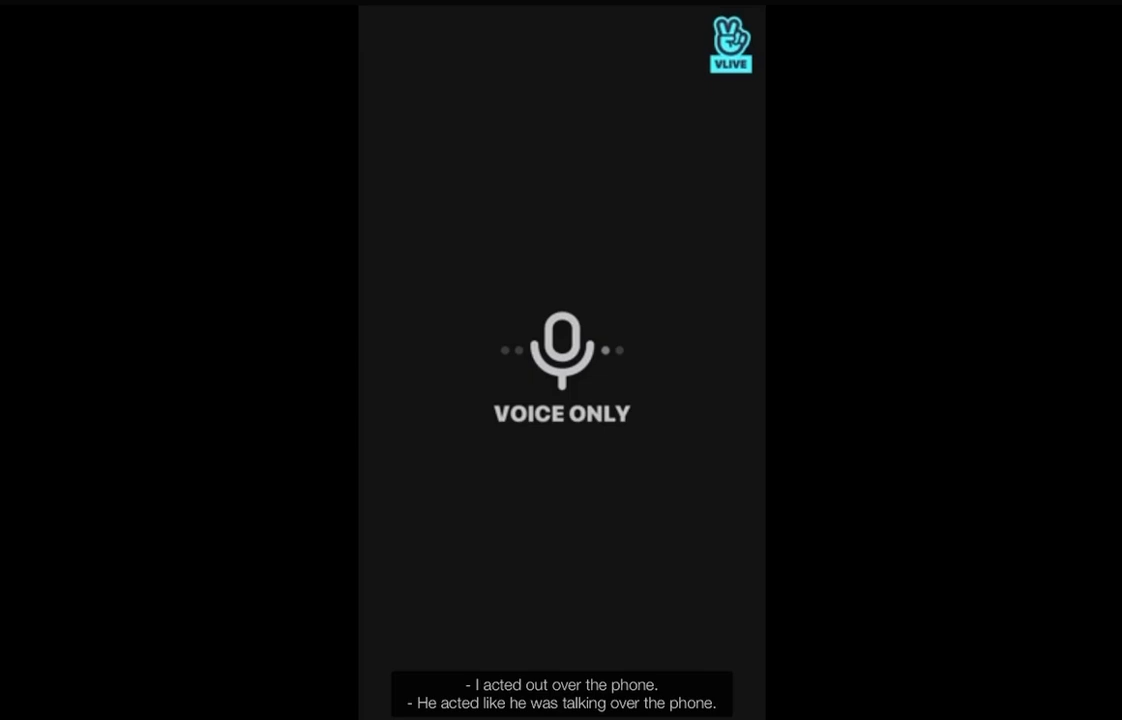 VLIVE
VOICE ONLY
- I acted out over the phone.
- He acted like he was talking over the phone.